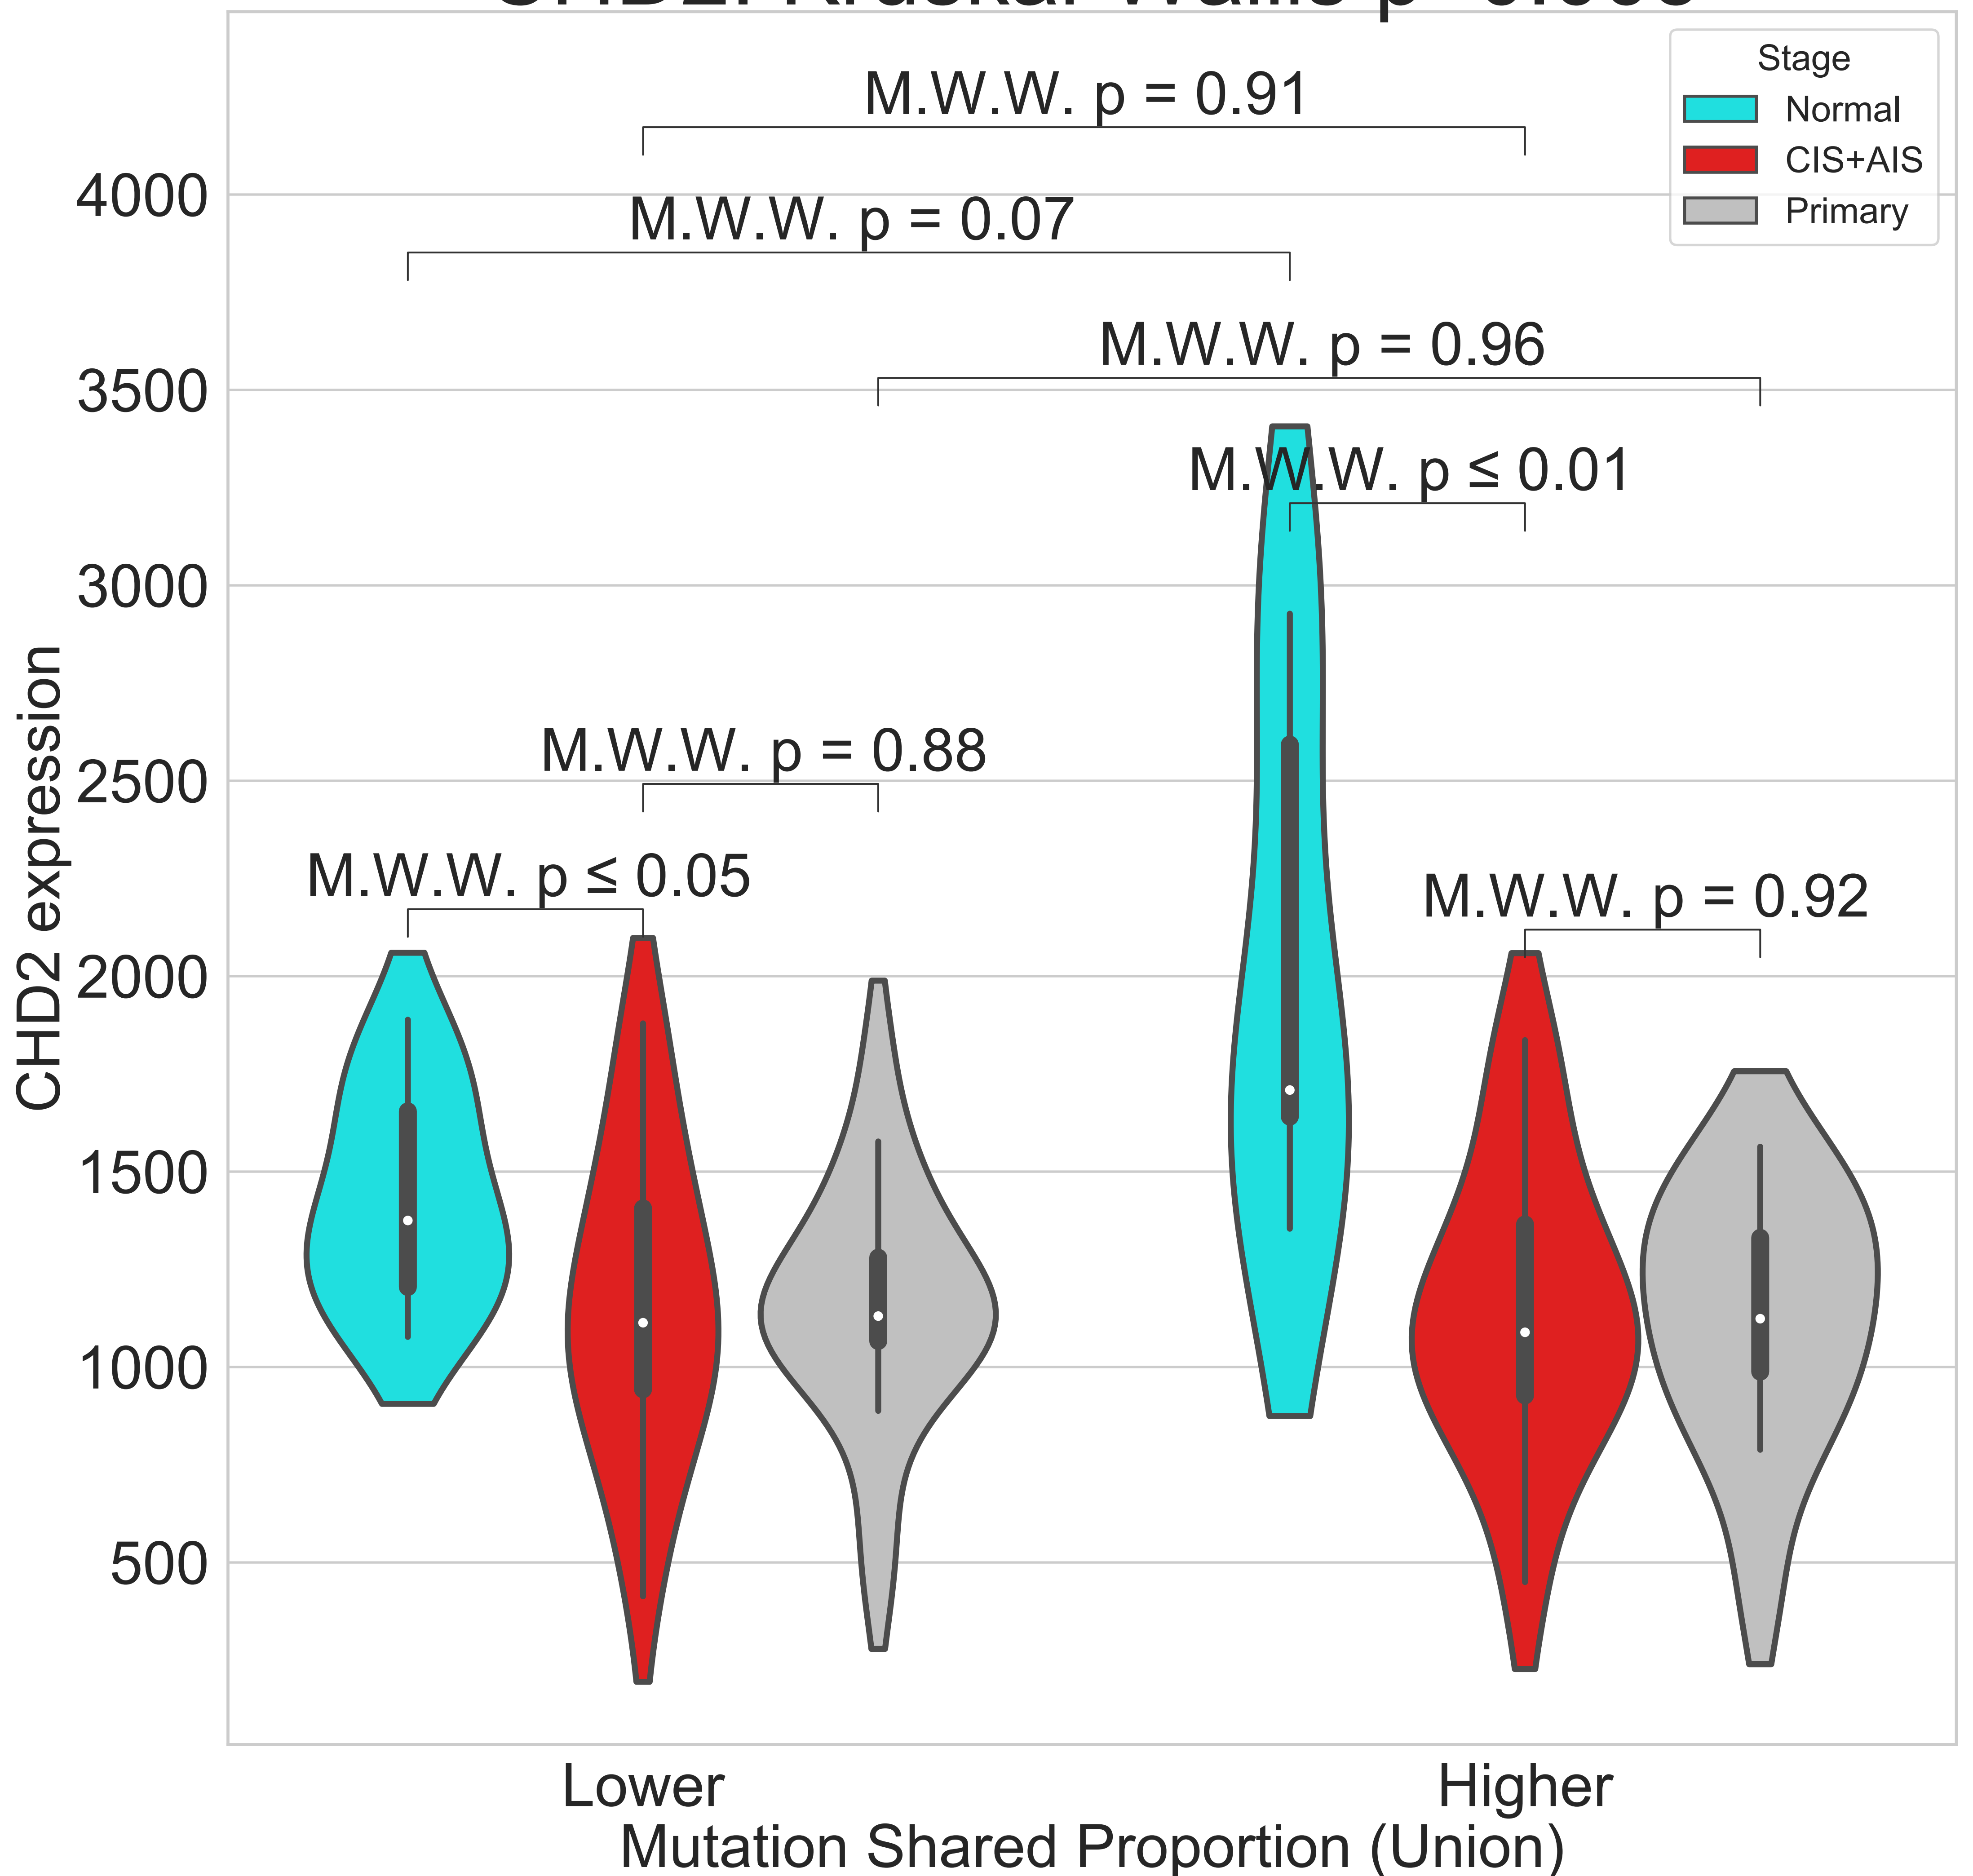 Stage
Normal
CIS+AIS
Primary
M.W.W. p = 0.91
M.W.W. p = 0.07
M.W.W. p = 0.96
M.W.W. p ≤ 0.01
M.W.W. p = 0.88
M.W.W. p ≤ 0.05
M.W.W. p = 0.92
4000
3500
3000
2500
2000
1500
1000
500
CHD2 expression
Lower
Higher
Mutation Shared Proportion (Union)